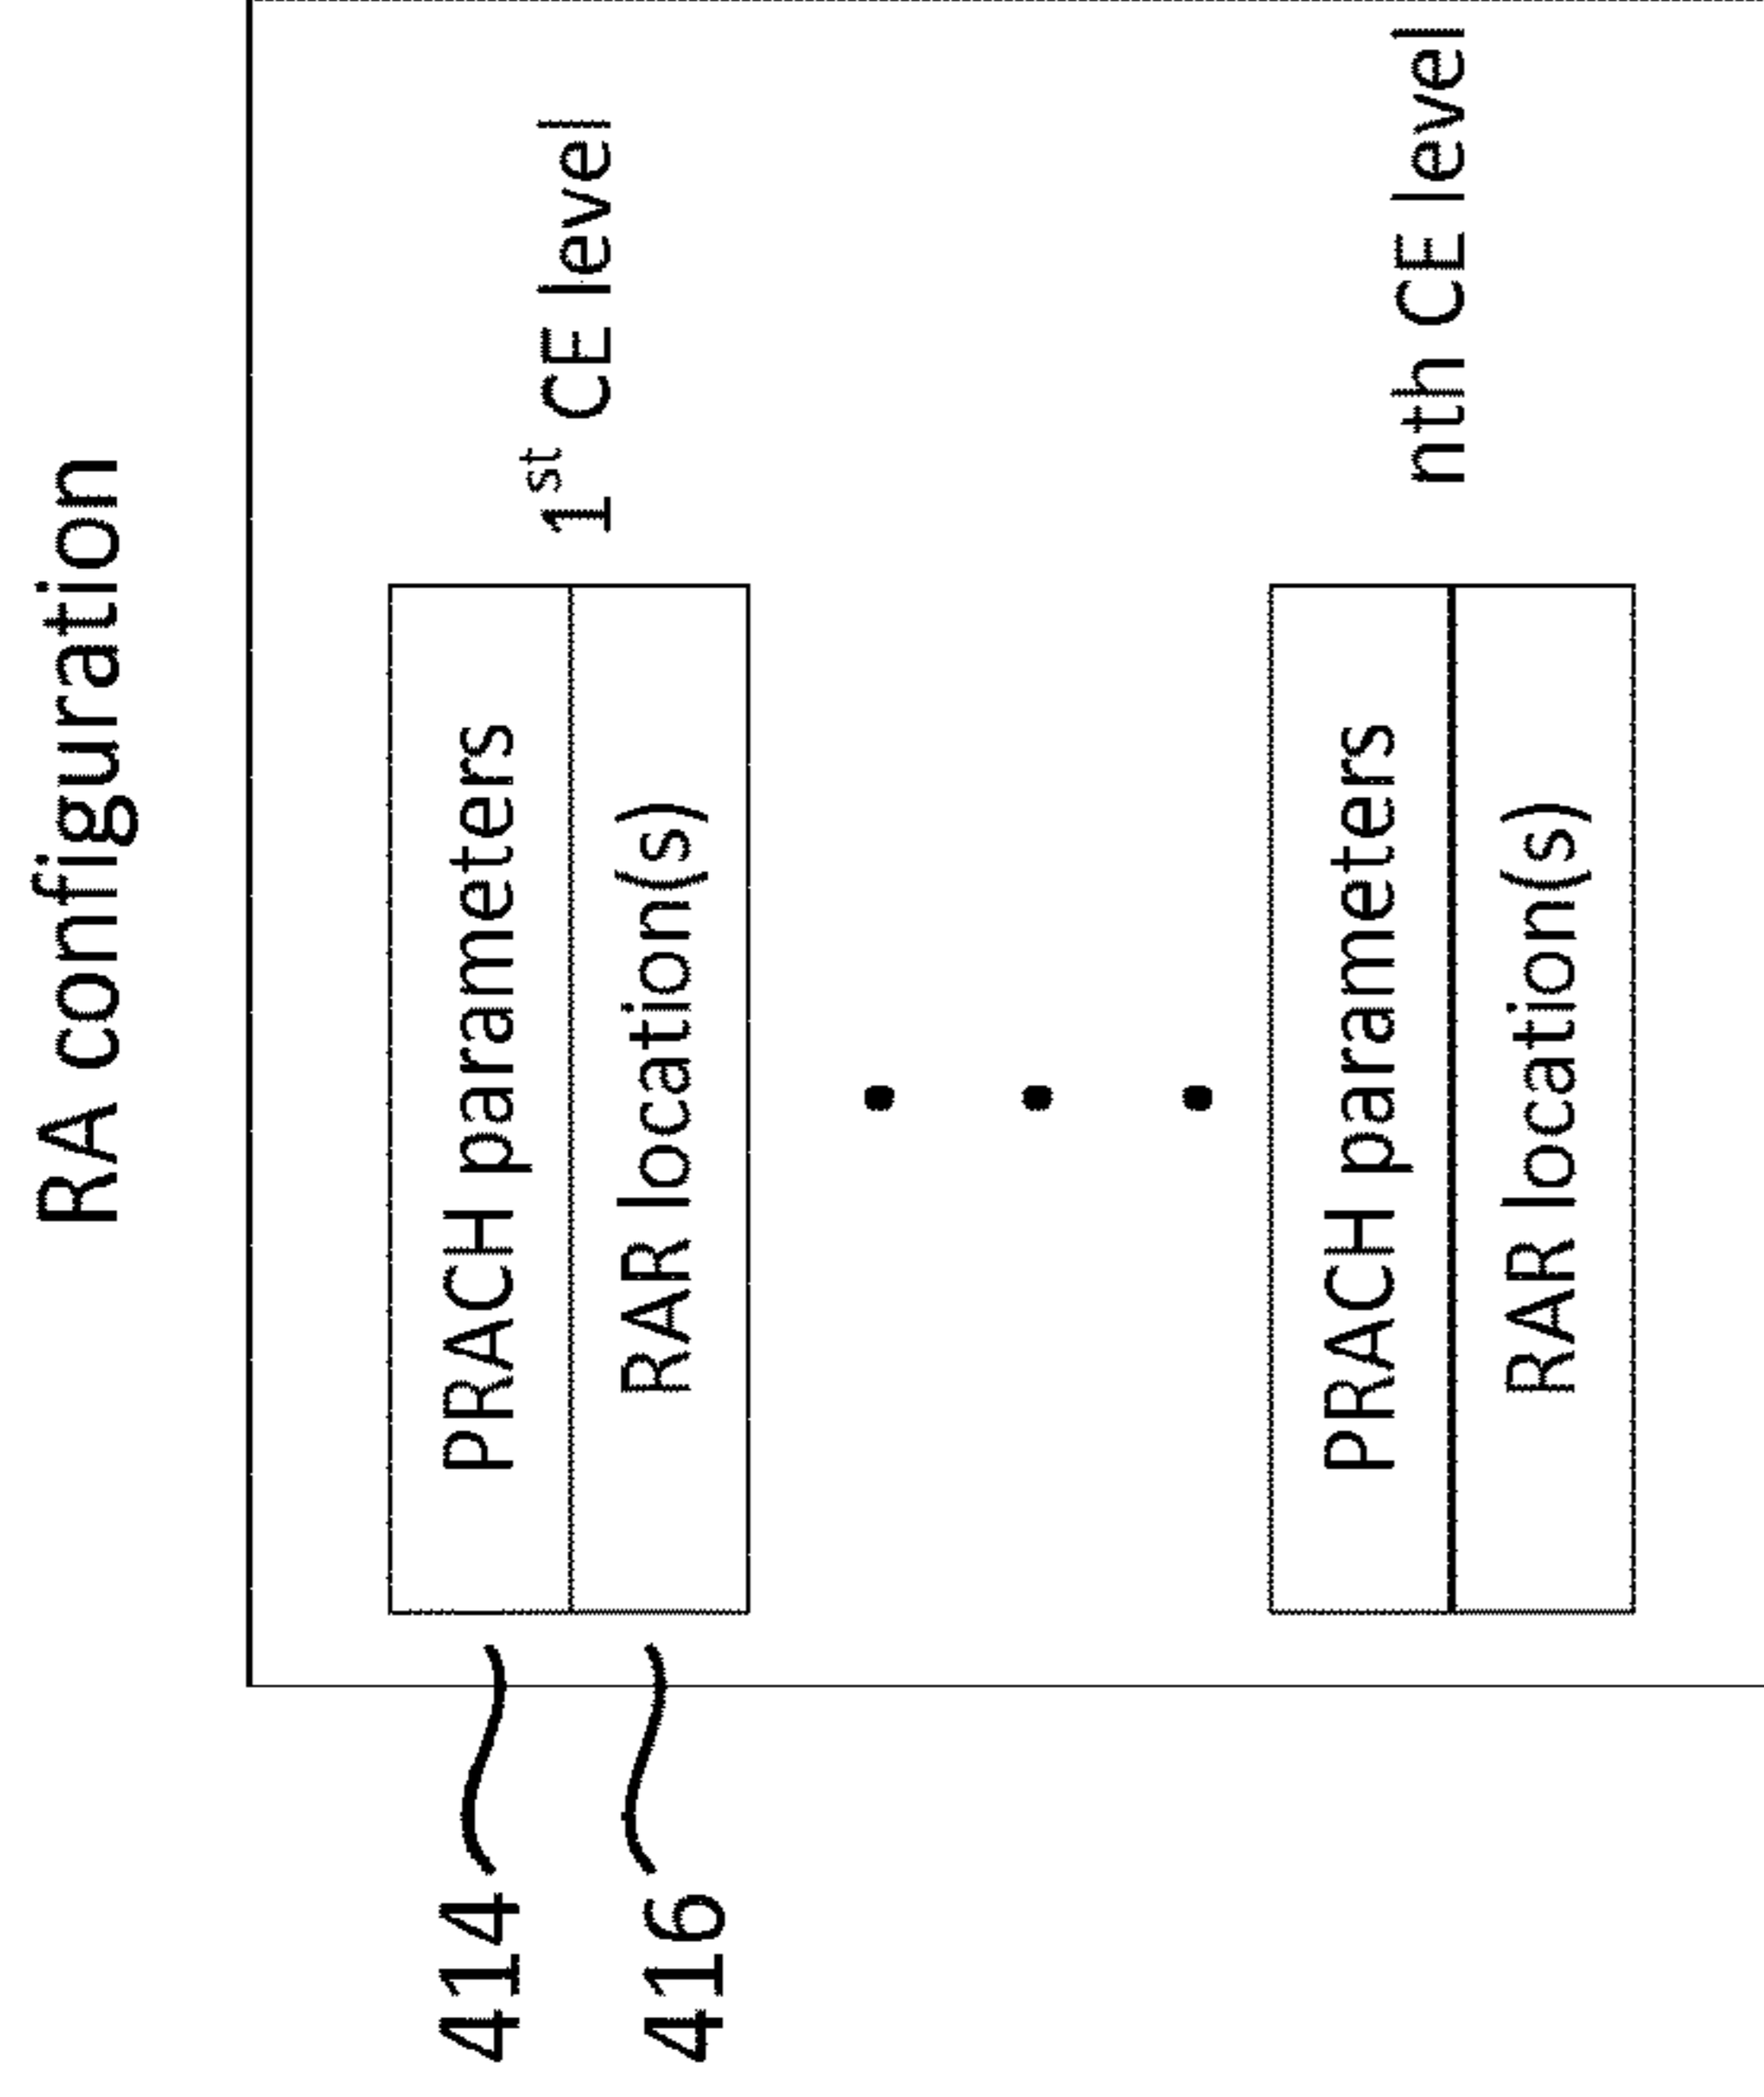 RA configuration
414
PRACH parameters
1st CE level
416
RAR location(s)
PRACH parameters
nth CE level
RAR location(s)